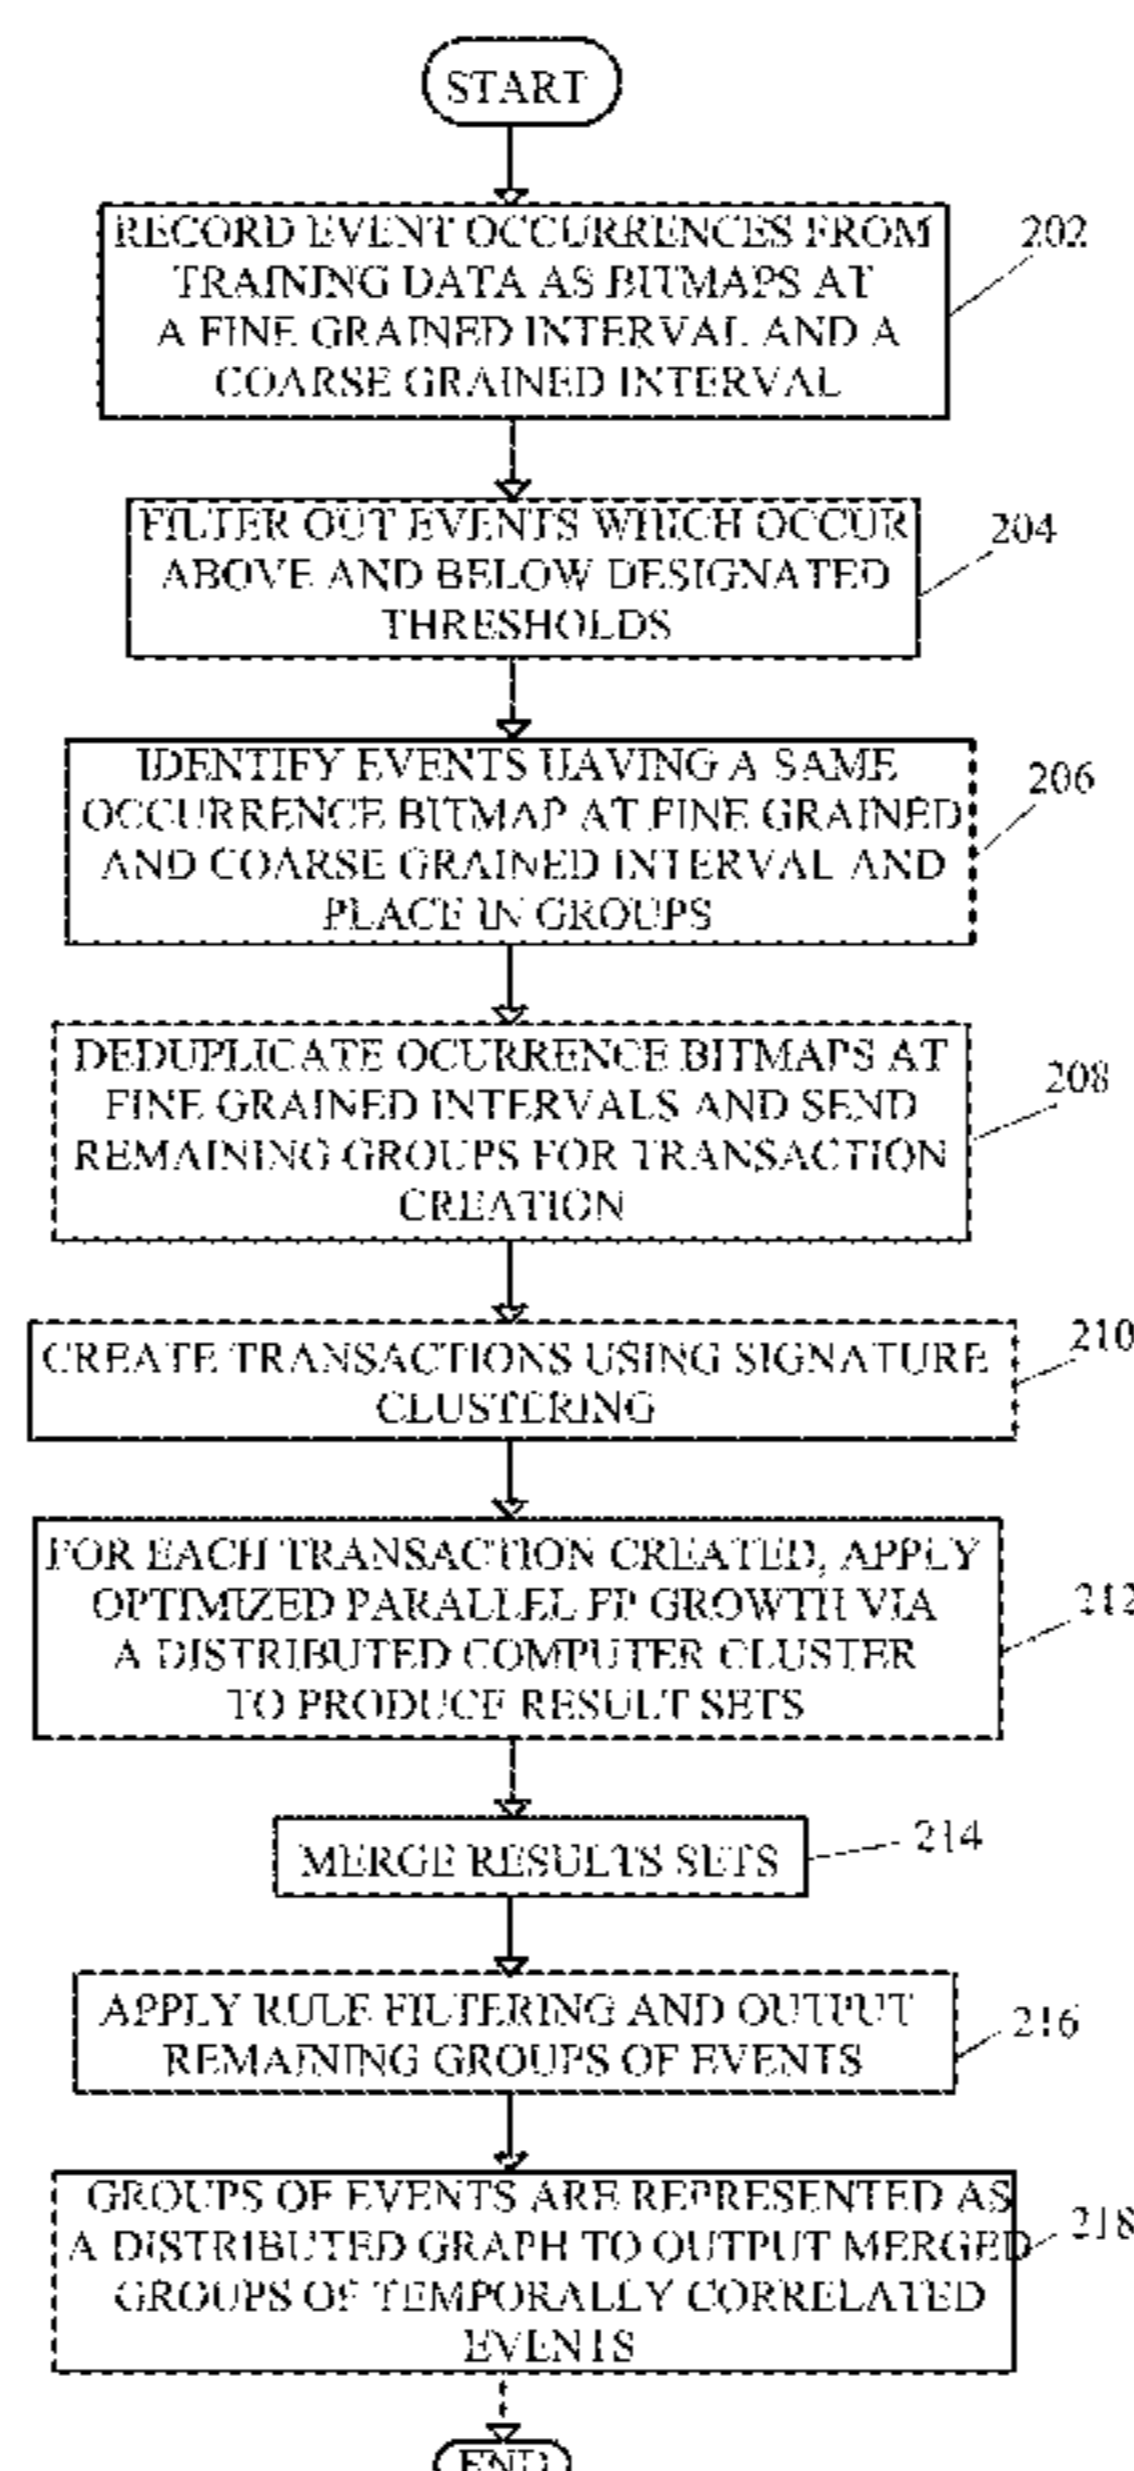 START
RECORD EVENT OCCURRENCES FROM
TRAINING DATA AS BITMAPS AT
A FINE GRAINED INTERVAL AND A
COARSE GRAINED INTERVAL
202
FILTER OUT EVENTS WHICH OCCUR
ABOVE AND BELOW DESIGNATED
THRESHOLDS
204
IDENTIFY EVENTS HAVING A SAME
OCCURRENCE BITMAP AT FINE GRAINED
AND COARSE GRAINED INTERVAL AND
PLACE IN GROUPS
206
DEDUPLICATE OCURRENCE BITMAPS AT
FINE GRAINED INTERVALS AND SEND
REMAINING GROUPS FOR TRANSACTION
CREATION
208
CREATE TRANSACTIONS USING SIGNATURE
CLUSTERING
210
FOR EACH TRANSACTION CREATED, APPLY
OPTIMIZED PARALLEL FP GROWTH VIA
A DISTRIBUTED COMPUTER CLUSTER
TO PRODUCE RESULT SETS
212
MERGE RESULTS SETS
214
APPLY RULE FILTERING AND OUTPUT
REMAINING GROUPS OF EVENTS
216
GROUPS OF EVENTS ARE REPRESENTED AS
A DISTRIBUTED GRAPH TO OUTPUT MERGED
GROUPS OF TEMPORALLY CORRELATED
EVENTS
218
END